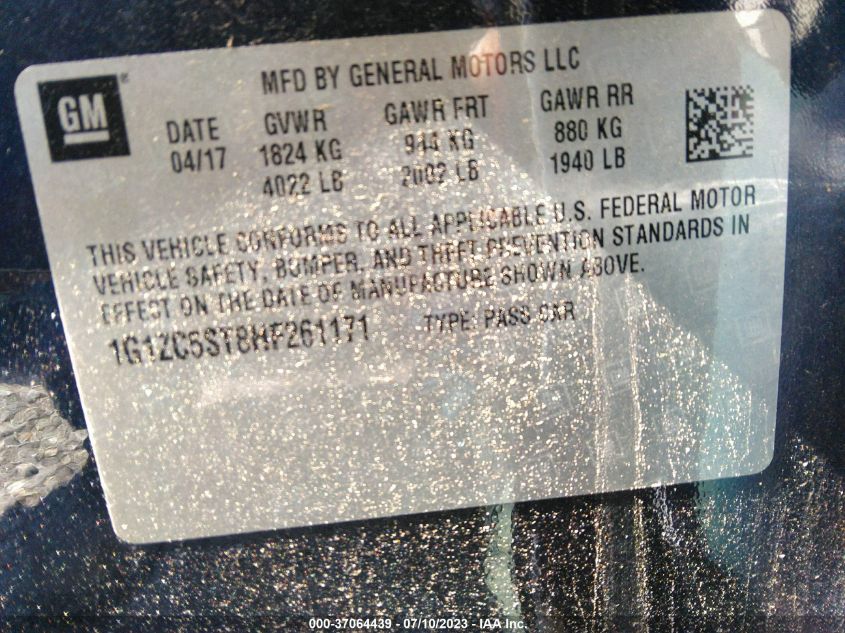 MFD BY GENERAL MOTORS LLC
GM®
DATE GVWR GAWR FRT GAWR RR
04/17 1824 KG 944 KG 880 KG
4022 LB 2082 LB 1940 LB
THIS VEHICLE CONFORMS TO ALL APPLICABLE U.S. FEDERAL MOTOR
VEHICLE SAFETY, BUMPER, AND THEFT PREVENTION STANDARDS IN
EFFECT ON THE DATE OF MANUFACTURE SHOWN ABOVE.
1G1ZC5ST8HF261171 TYPE: PASS CAR
000-37064439 - 07/10/2023 - IAA Inc.